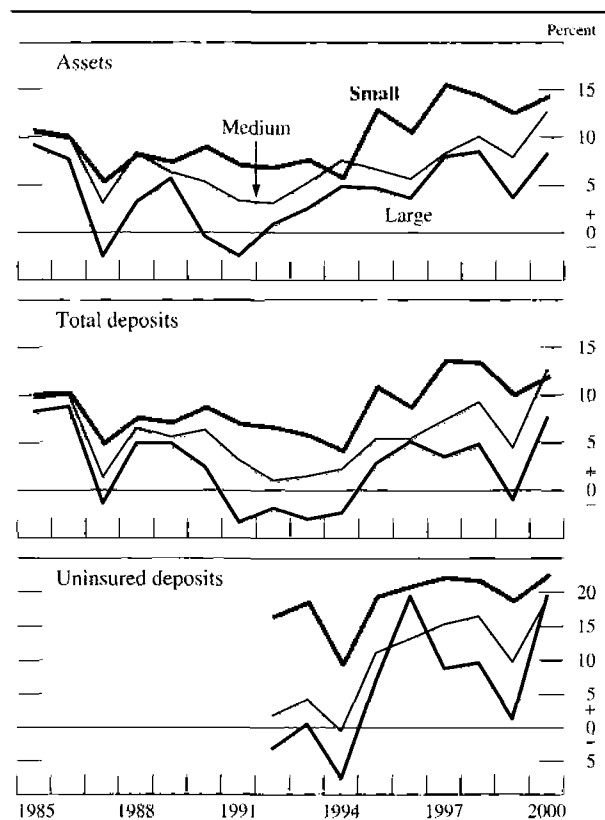 Percent
Assets
Small
Medium
Large
15
10
5
+
0
−
Total deposits
15
10
5
+
0
−
Uninsured deposits
20
15
10
5
+
0
−
5
1985 1988 1991 1994 1997 2000